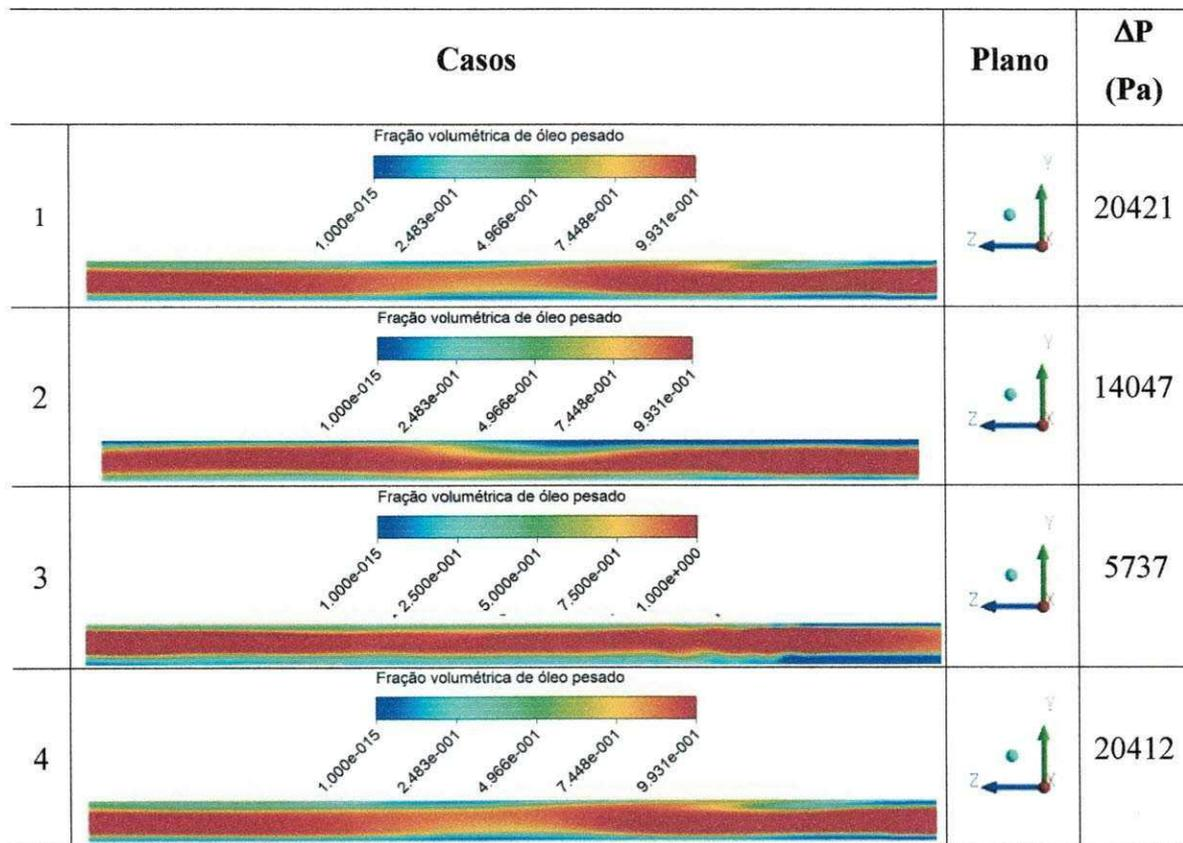 Casos Plano ΔP (Pa)
Fração volumétrica de óleo pesado
1.000e-015 2.483e-001 4.966e-001 7.448e-001 9.931e-001
1 Y Z X 20421
Fração volumétrica de óleo pesado
1.000e-015 2.483e-001 4.966e-001 7.448e-001 9.931e-001
2 Y Z X 14047
Fração volumétrica de óleo pesado
1.000e-015 2.500e-001 5.000e-001 7.500e-001 1.000e+000
3 Y Z X 5737
Fração volumétrica de óleo pesado
1.000e-015 2.483e-001 4.966e-001 7.448e-001 9.931e-001
4 Y Z X 20412